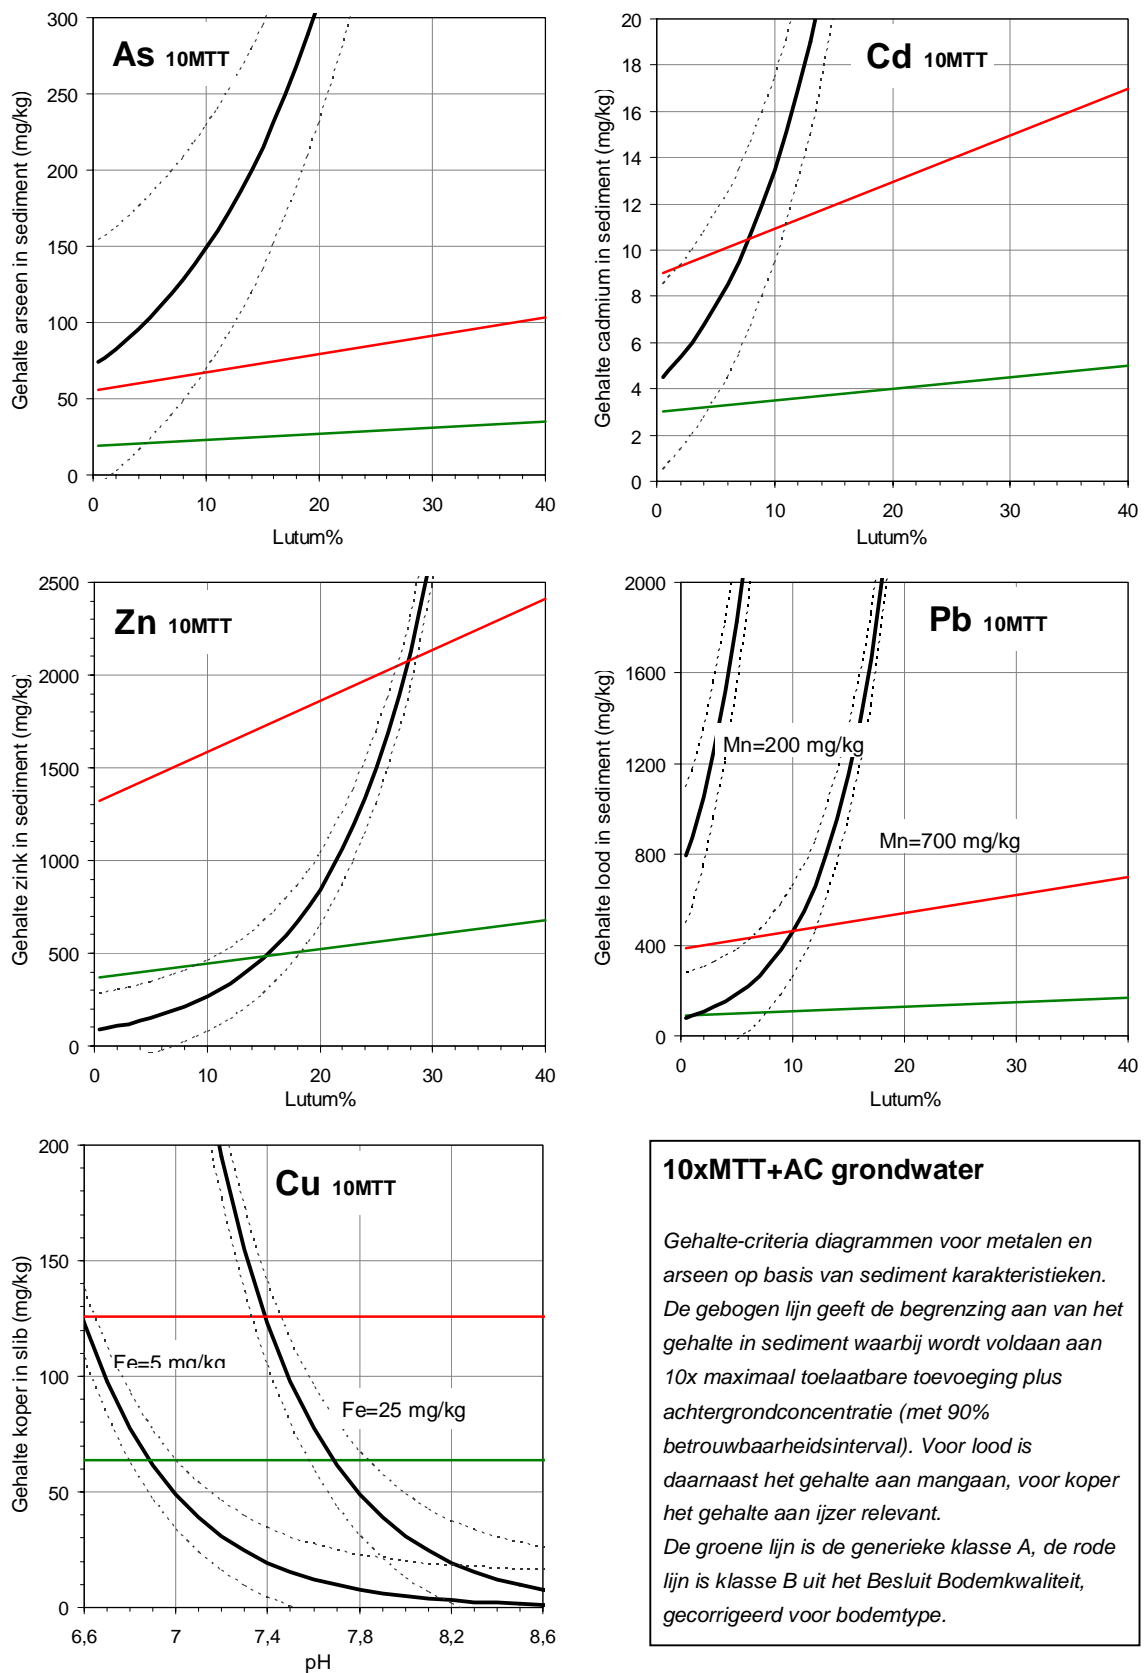 As 10MTT
Gehalte arseen in sediment (mg/kg)
300
250
200
150
100
50
0
0 10 20 30 40
Lutum%
Cd 10MTT
Gehalte cadmium in sediment (mg/kg)
20
18
16
14
12
10
8
6
4
2
0
0 10 20 30 40
Lutum%
Zn 10MTT
Gehalte zink in sediment (mg/kg)
2500
2000
1500
1000
500
0
0 10 20 30 40
Lutum%
Pb 10MTT
Gehalte lood in sediment (mg/kg)
2000
1600
1200
800
400
0
Mn=200 mg/kg
Mn=700 mg/kg
0 10 20 30 40
Lutum%
Cu 10MTT
Gehalte koper in slib (mg/kg)
200
150
100
50
0
Fe=5 mg/kg
Fe=25 mg/kg
6,6 7 7,4 7,8 8,2 8,6
pH
10xMTT+AC grondwater
Gehalte-criteria diagrammen voor metalen en
arseen op basis van sediment karakteristieken.
De gebogen lijn geeft de begrenzing aan van het
gehalte in sediment waarbij wordt voldaan aan
10x maximaal toelaatbare toevoeging plus
achtergrondconcentratie (met 90%
betrouwbaarheidsinterval). Voor lood is
daarnaast het gehalte aan mangaan, voor koper
het gehalte aan ijzer relevant.
De groene lijn is de generieke klasse A, de rode
lijn is klasse B uit het Besluit Bodemkwaliteit,
gecorrigeerd voor bodemtype.